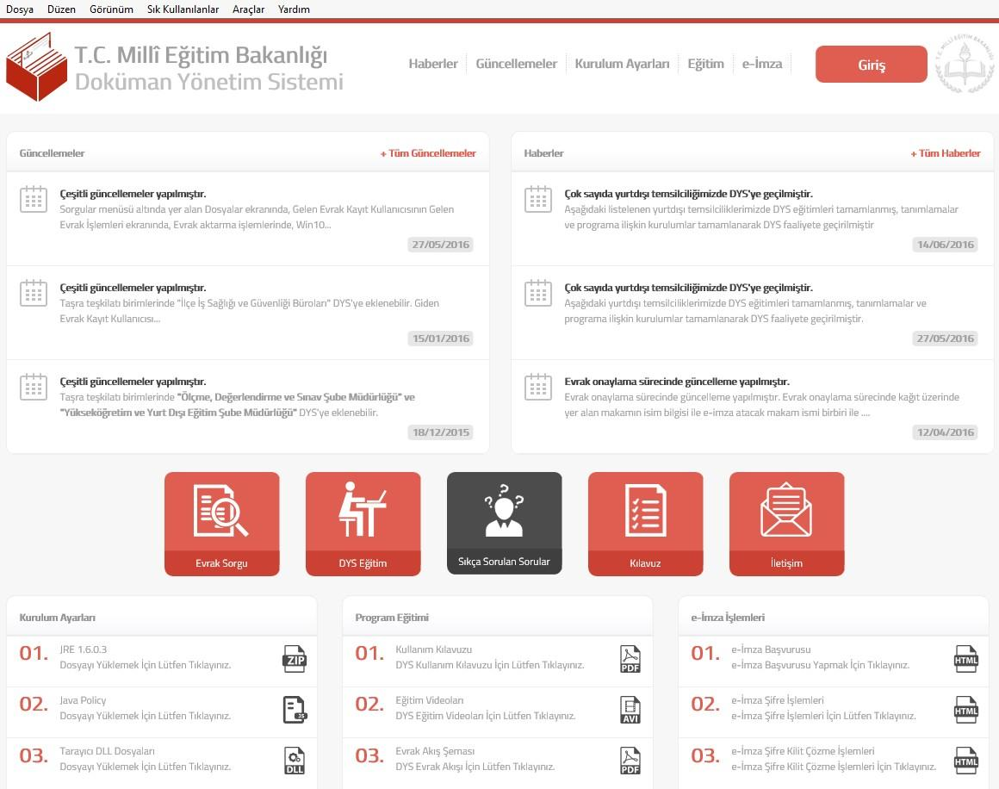 Dosya Düzen Görünüm Sık Kullanılanlar Araçlar Yardım
T.C. Millî Eğitim Bakanlığı
Doküman Yönetim Sistemi
Haberler Güncellemeler Kurulum Ayarları Eğitim e-İmza
Giriş
T.C. MİLLÎ EĞİTİM BAKANLIĞI
Güncellemeler + Tüm Güncellemeler
Çeşitli güncellemeler yapılmıştır.
Sorgular menüsü altında yer alan Dosyalar ekranında, Gelen Evrak Kayıt Kullanıcısının Gelen
Evrak İşlemleri ekranında, Evrak aktarma işlemlerinde, Win10...
27/05/2016
Çeşitli güncellemeler yapılmıştır.
Taşra teşkilatı birimlerinde "İlçe İş Sağlığı ve Güvenliği Büroları" DYS'ye eklenebilir. Giden
Evrak Kayıt Kullanıcısı...
15/01/2016
Çeşitli güncellemeler yapılmıştır.
Taşra teşkilatı birimlerinde "Ölçme, Değerlendirme ve Sınav Şube Müdürlüğü" ve
"Yükseköğretim ve Yurt Dışı Eğitim Şube Müdürlüğü" DYS'ye eklenebilir.
18/12/2015
Haberler + Tüm Haberler
Çok sayıda yurtdışı temsilciliğimizde DYS'ye geçilmiştir.
Aşağıdaki listelenen yurtdışı temsilciliklerimizde DYS eğitimleri tamamlanmış, tanımlamalar
ve programa ilişkin kurulumlar tamamlanarak DYS faaliyete geçirilmiştir
14/06/2016
Çok sayıda yurtdışı temsilciliğimizde DYS'ye geçilmiştir.
Aşağıdaki yurtdışı temsilciliklerimizde DYS eğitimleri tamamlanmış, tanımlamalar ve
programa ilişkin kurulumlar tamamlanarak DYS faaliyete geçirilmiştir.
27/05/2016
Evrak onaylama sürecinde güncelleme yapılmıştır.
Evrak onaylama sürecinde güncelleme yapılmıştır. Evrak onaylama sürecinde kağıt üzerinde
yer alan makamın isim bilgisi ile e-imza atacak makam ismi birbiri ile ....
12/04/2016
Evrak Sorgu
DYS Eğitim
Sıkça Sorulan Sorular
Kılavuz
İletişim
Kurulum Ayarları
01. JRE 1.6.0.3
Dosyayı Yüklemek İçin Lütfen Tıklayınız.
ZIP
02. Java Policy
Dosyayı Yüklemek İçin Lütfen Tıklayınız.
JS
03. Tarayıcı DLL Dosyaları
Dosyayı Yüklemek İçin Lütfen Tıklayınız.
DLL
Program Eğitimi
01. Kullanım Kılavuzu
DYS Kullanım Kılavuzu İçin Lütfen Tıklayınız.
PDF
02. Eğitim Videoları
DYS Eğitim Videoları İçin Lütfen Tıklayınız.
AVI
03. Evrak Akış Şeması
DYS Evrak Akışı İçin Lütfen Tıklayınız.
PDF
e-İmza İşlemleri
01. e-İmza Başvurusu
e-İmza Başvurusu Yapmak İçin Tıklayınız.
HTML
02. e-İmza Şifre İşlemleri
e-İmza Şifre İşlemleri İçin Lütfen Tıklayınız.
HTML
03. e-İmza Şifre Kilit Çözme İşlemleri
e-İmza Şifre Kilit Çözme İşlemleri İçin Tıklayınız.
HTML